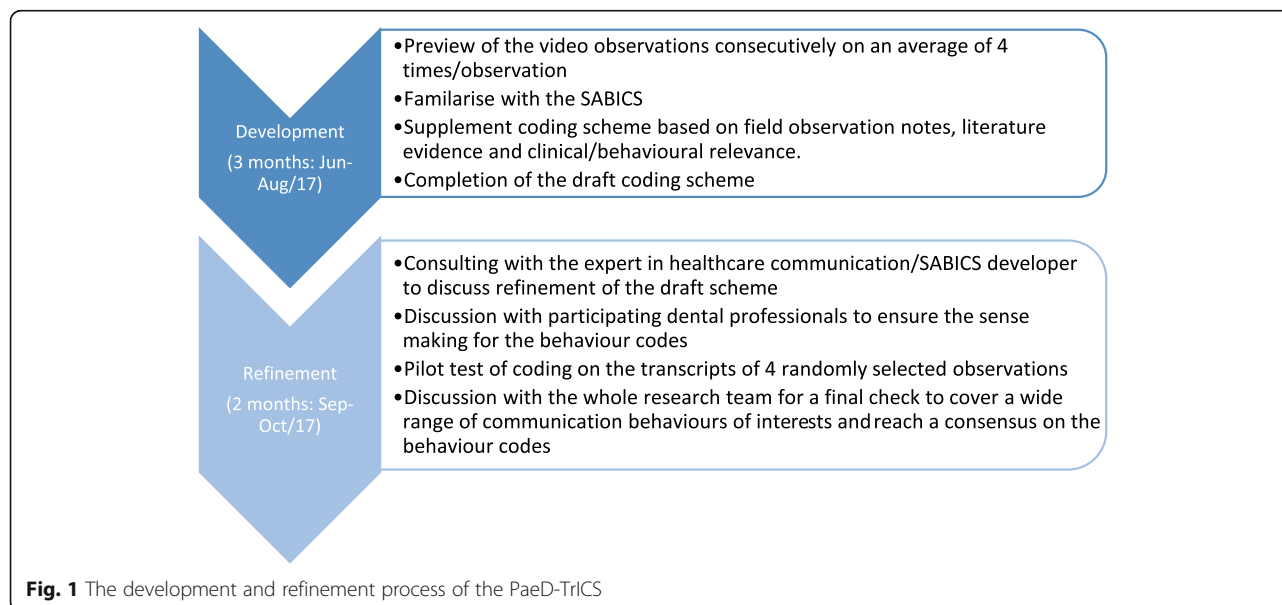 Development
(3 months: Jun-
Aug/17)
•Preview of the video observations consecutively on an average of 4
times/observation
•Familarise with the SABICS
•Supplement coding scheme based on field observation notes, literature
evidence and clinical/behavioural relevance.
•Completion of the draft coding scheme
Refinement
(2 months: Sep-
Oct/17)
•Consulting with the expert in healthcare communication/SABICS developer
to discuss refinement of the draft scheme
•Discussion with participating dental professionals to ensure the sense
making for the behaviour codes
•Pilot test of coding on the transcripts of 4 randomly selected observations
•Discussion with the whole research team for a final check to cover a wide
range of communication behaviours of interests and reach a consensus on the
behaviour codes
Fig. 1 The development and refinement process of the PaeD-TrICS